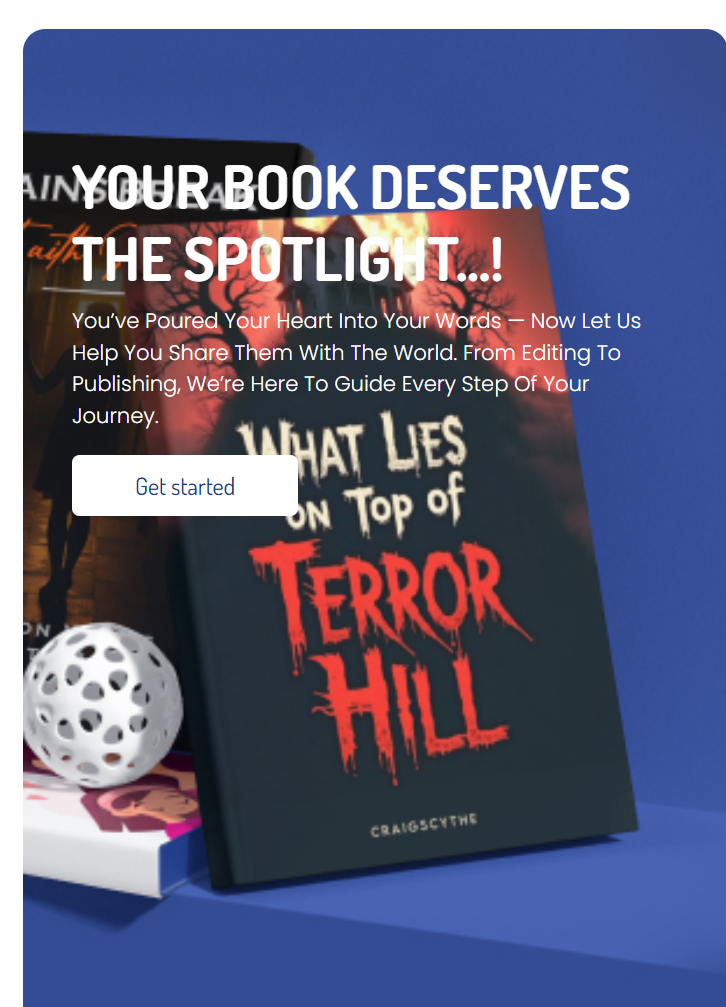 YOUR BOOK DESERVES
THE SPOTLIGHT...!
You’ve Poured Your Heart Into Your Words — Now Let Us
Help You Share Them With The World. From Editing To
Publishing, We’re Here To Guide Every Step Of Your
Journey.
Get started
WHAT LIES
ON TOP OF
TERROR
HILL
CRAIGSCYTHE